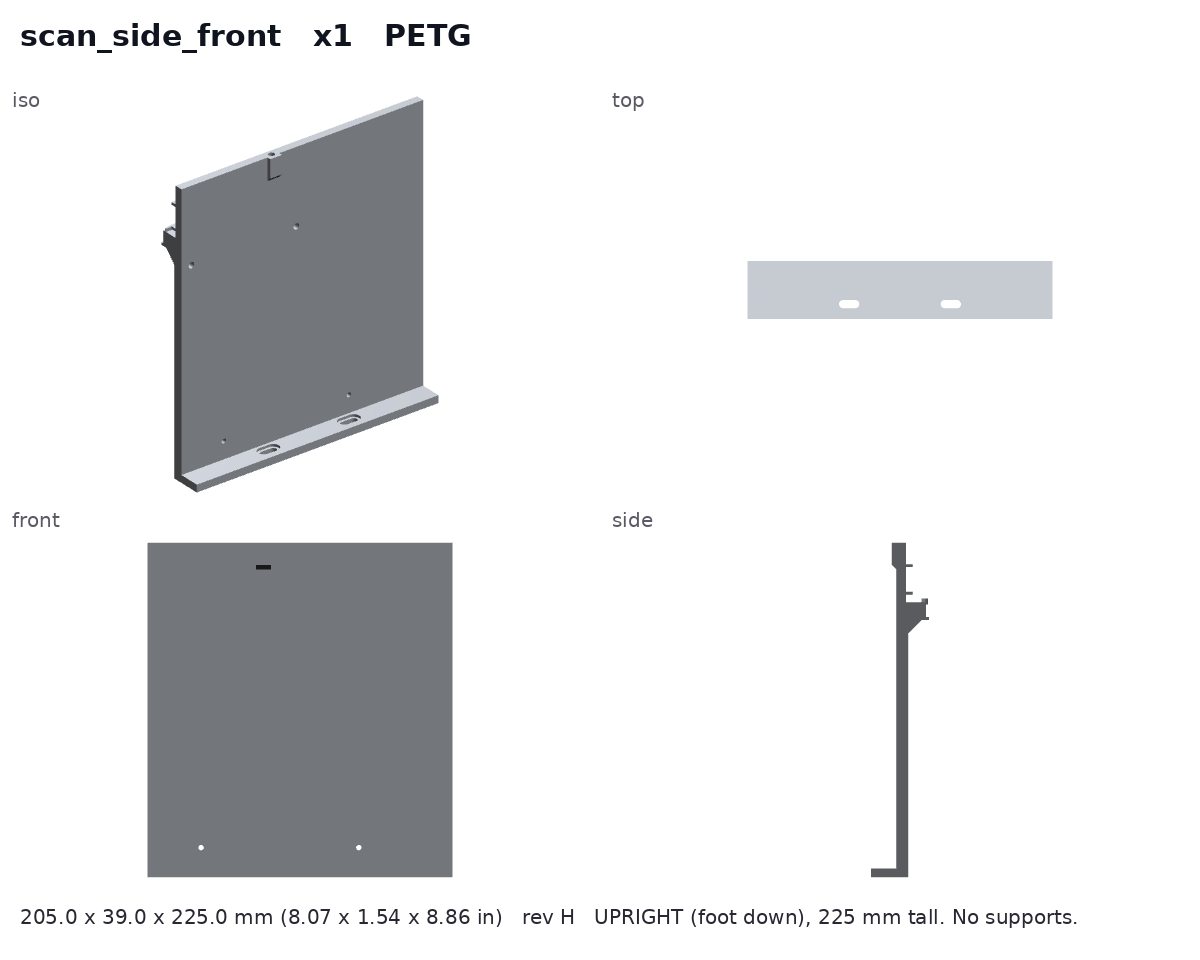 scan_side_front x1 PETG
iso
top
front
side
205.0 x 39.0 x 225.0 mm (8.07 x 1.54 x 8.86 in) rev H UPRIGHT (foot down), 225 mm tall. No supports.